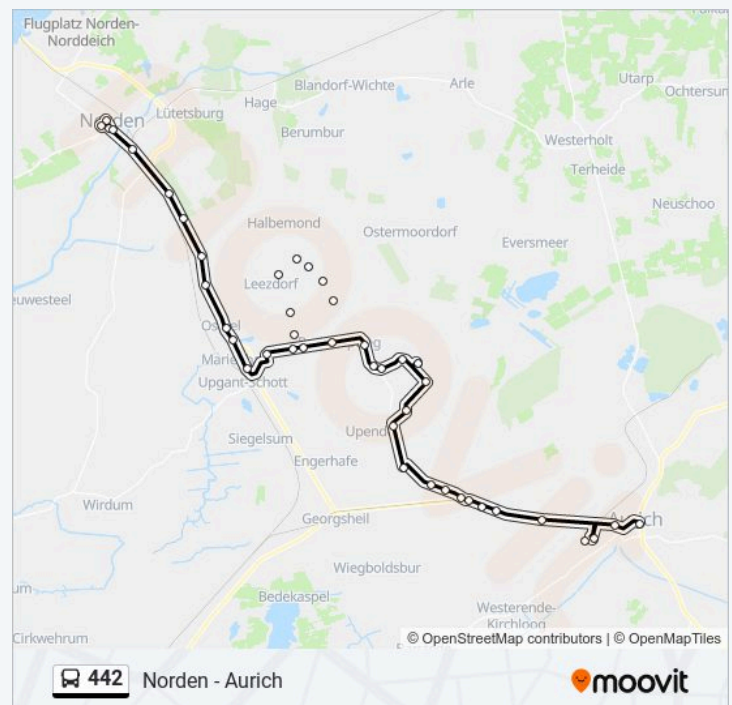 Flugplatz Norden-
Norddeich
Utarp
Blandorf-Wichte
Arle
Ochtersum
Hage
Lütetsburg
Norden
Berumbur
Westerholt
Terheide
Neuschoo
Halbemond
Ostermoordorf
Eversmeer
Leezdorf
euwesteel
Upgant-Schott
Siegelsum
Upend
Engerhafe
Wirdum
Georgsheil
Aurich
Wiegboldsbur
Bedekaspel
Westerende-
Kirchloog
Cirkwehrum
© OpenStreetMap contributors | © OpenMapTiles
442
Norden - Aurich
moovit